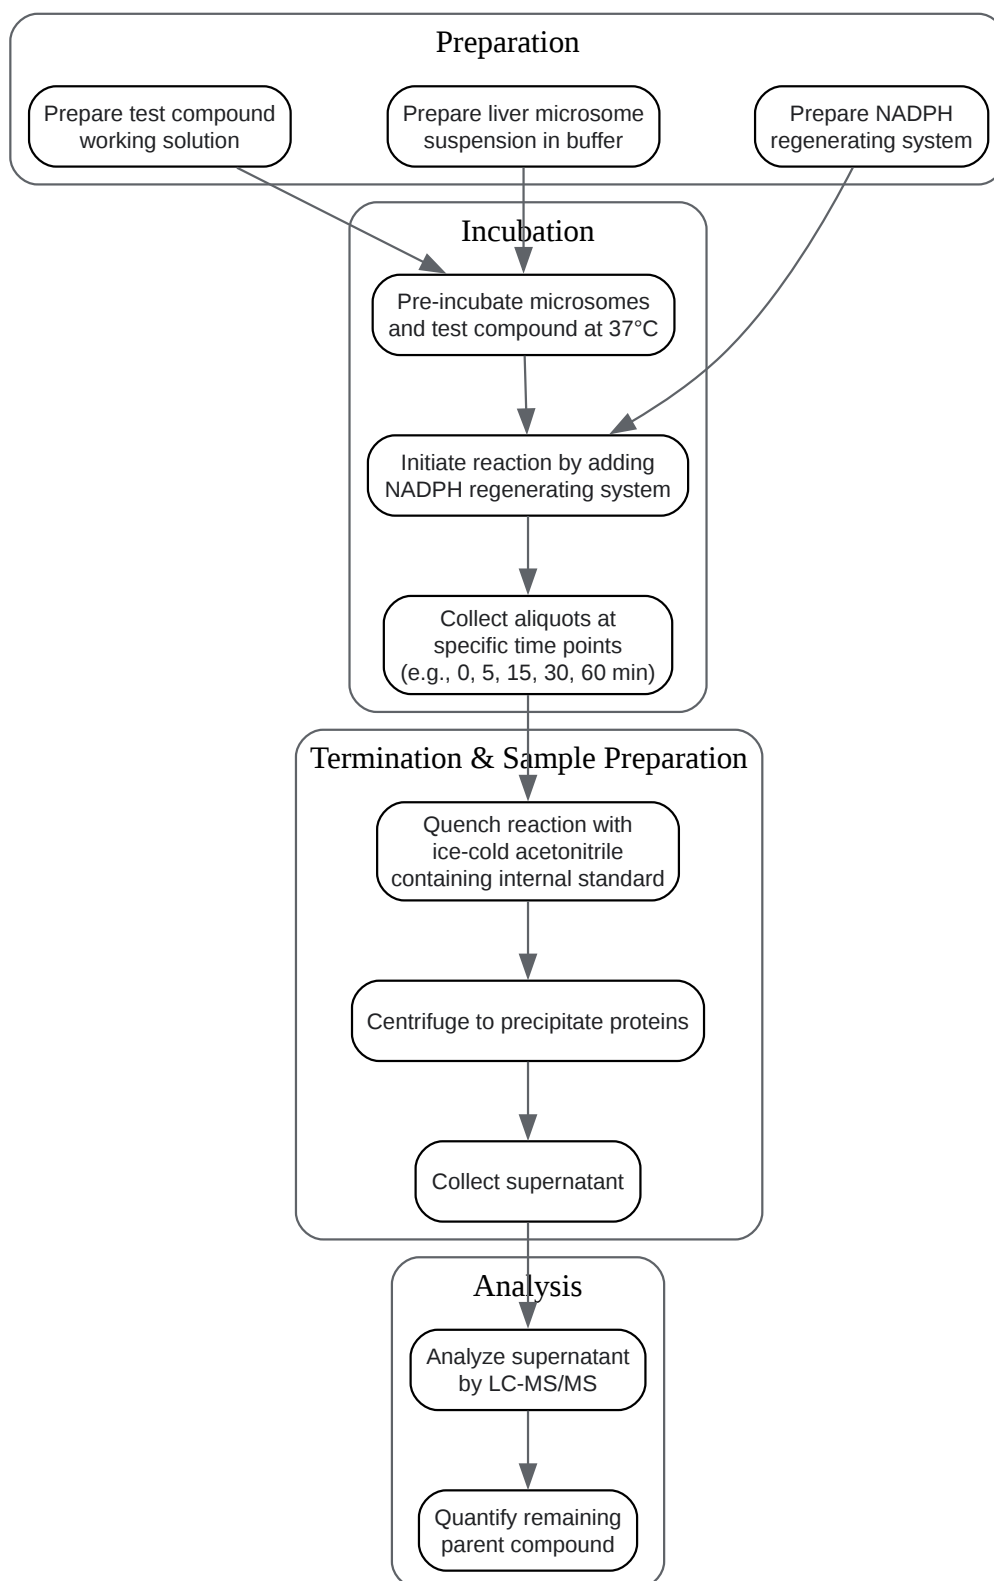 Preparation
Prepare test compound
working solution
Prepare liver microsome
suspension in buffer
Prepare NADPH
regenerating system
Incubation
Pre-incubate microsomes
and test compound at 37°C
Initiate reaction by adding
NADPH regenerating system
Collect aliquots at
specific time points
(e.g., 0, 5, 15, 30, 60 min)
Termination & Sample Preparation
Quench reaction with
ice-cold acetonitrile
containing internal standard
Centrifuge to precipitate proteins
Collect supernatant
Analysis
Analyze supernatant
by LC-MS/MS
Quantify remaining
parent compound